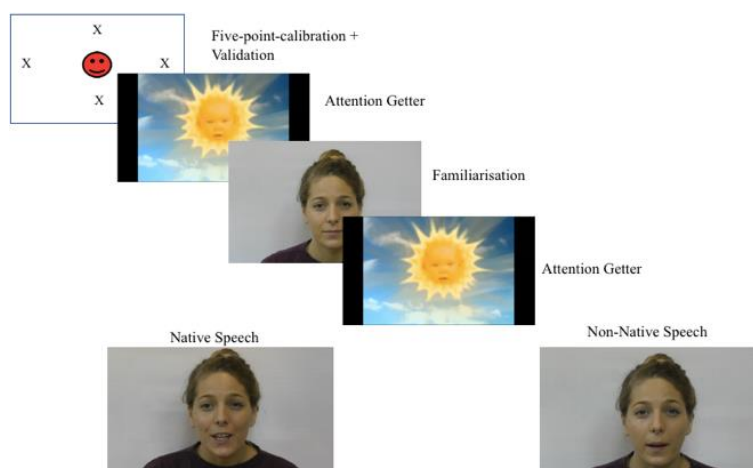 X
Five-point-calibration +
X
X
Validation
X
Attention Getter
Familiarisation
Attention Getter
Native Speech
Non-Native Speech